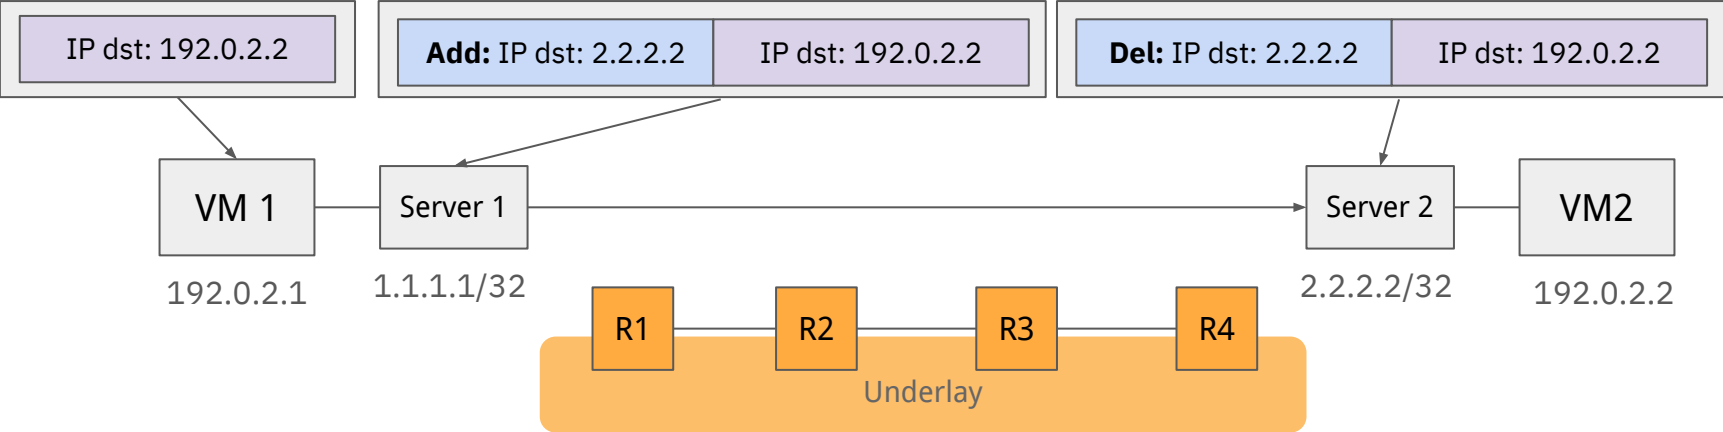 IP dst: 192.0.2.2
Add: IP dst: 2.2.2.2
IP dst: 192.0.2.2
Del: IP dst: 2.2.2.2
IP dst: 192.0.2.2
VM 1
Server 1
Server 2
VM2
192.0.2.1
1.1.1.1/32
2.2.2.2/32
192.0.2.2
R1
R2
R3
R4
Underlay